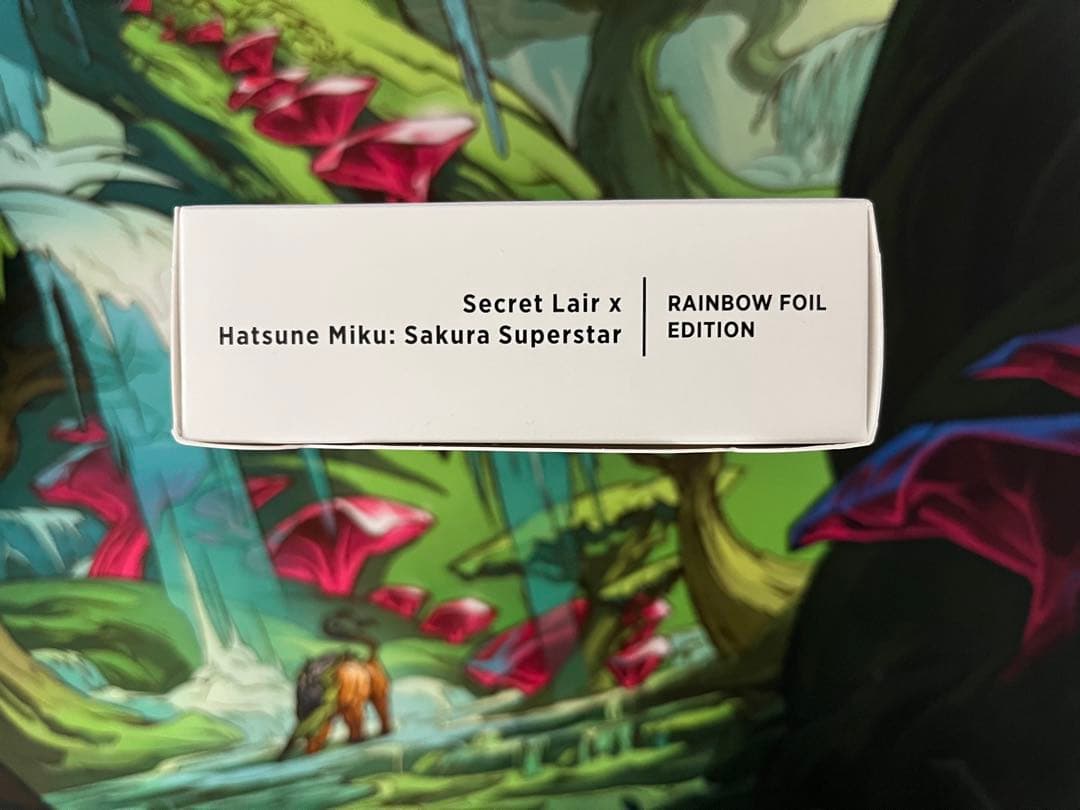 Secret Lair x
Hatsune Miku: Sakura Superstar
RAINBOW FOIL
EDITION